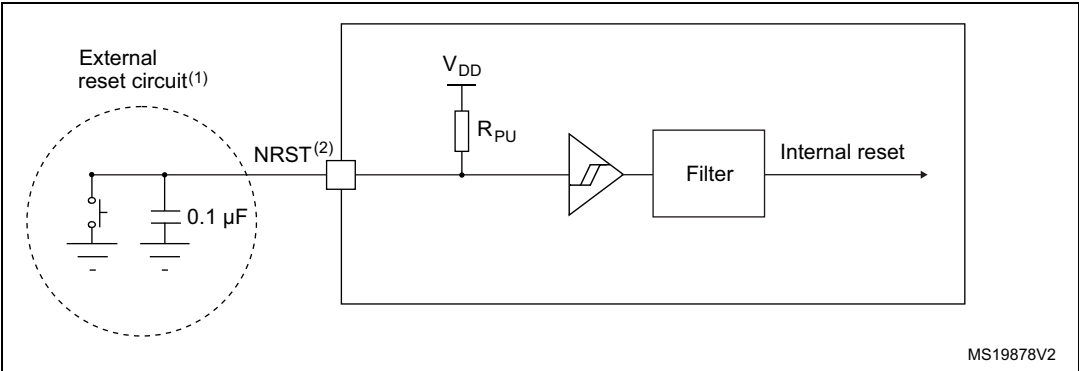 External
reset circuit(1)
VDD
RPU
NRST(2)
0.1 µF
Filter
Internal reset
MS19878V2